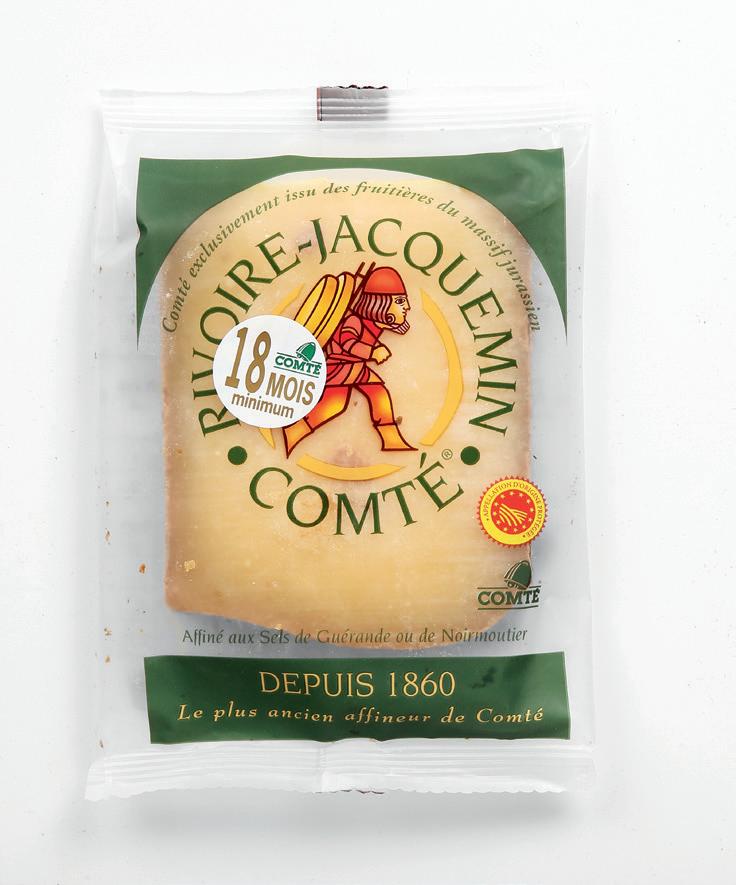 Comté exclusivement issu des fruitières du massif jurassien
RIVOIRE-JACQUEMIN
18 MOIS
COMTÉ
minimum
• COMTÉ® •
APPELLATION D'ORIGINE PROTÉGÉE
COMTÉ
Affiné aux Sels de Guérande ou de Noirmoutier
DEPUIS 1860
Le plus ancien affineur de Comté